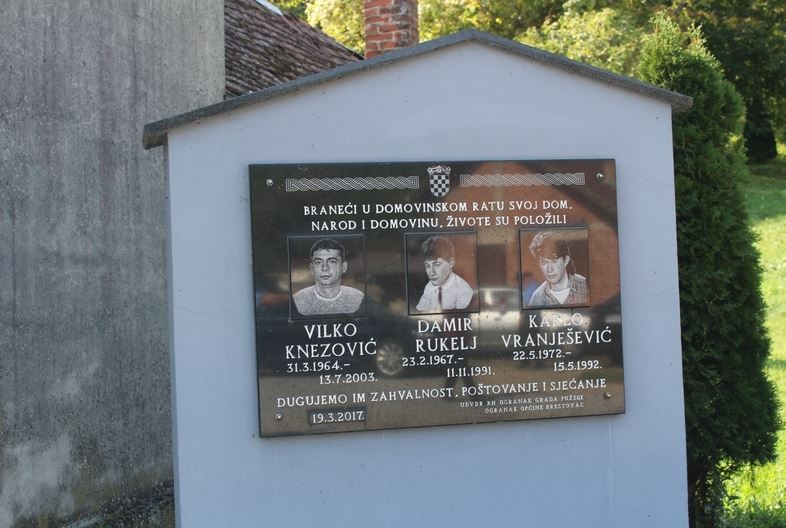 BRANEĆI U DOMOVINSKOM RATU SVOJ DOM,
NAROD I DOMOVINU, ŽIVOTE SU POLOŽILI
VILKO
KNEZOVIĆ
31.3.1964.–
13.7.2003.
DAMIR
RUKELJ
23.2.1967.–
11.11.1991.
KARLO
VRANJEŠEVIĆ
22.5.1972.–
15.5.1992.
DUGUJEMO IM ZAHVALNOST, POŠTOVANJE I SJEĆANJE
19.3.2017.
UDVDR RH OGRANAK GRADA POŽEGE
OGRANAK OPĆINE BRESTOVAC